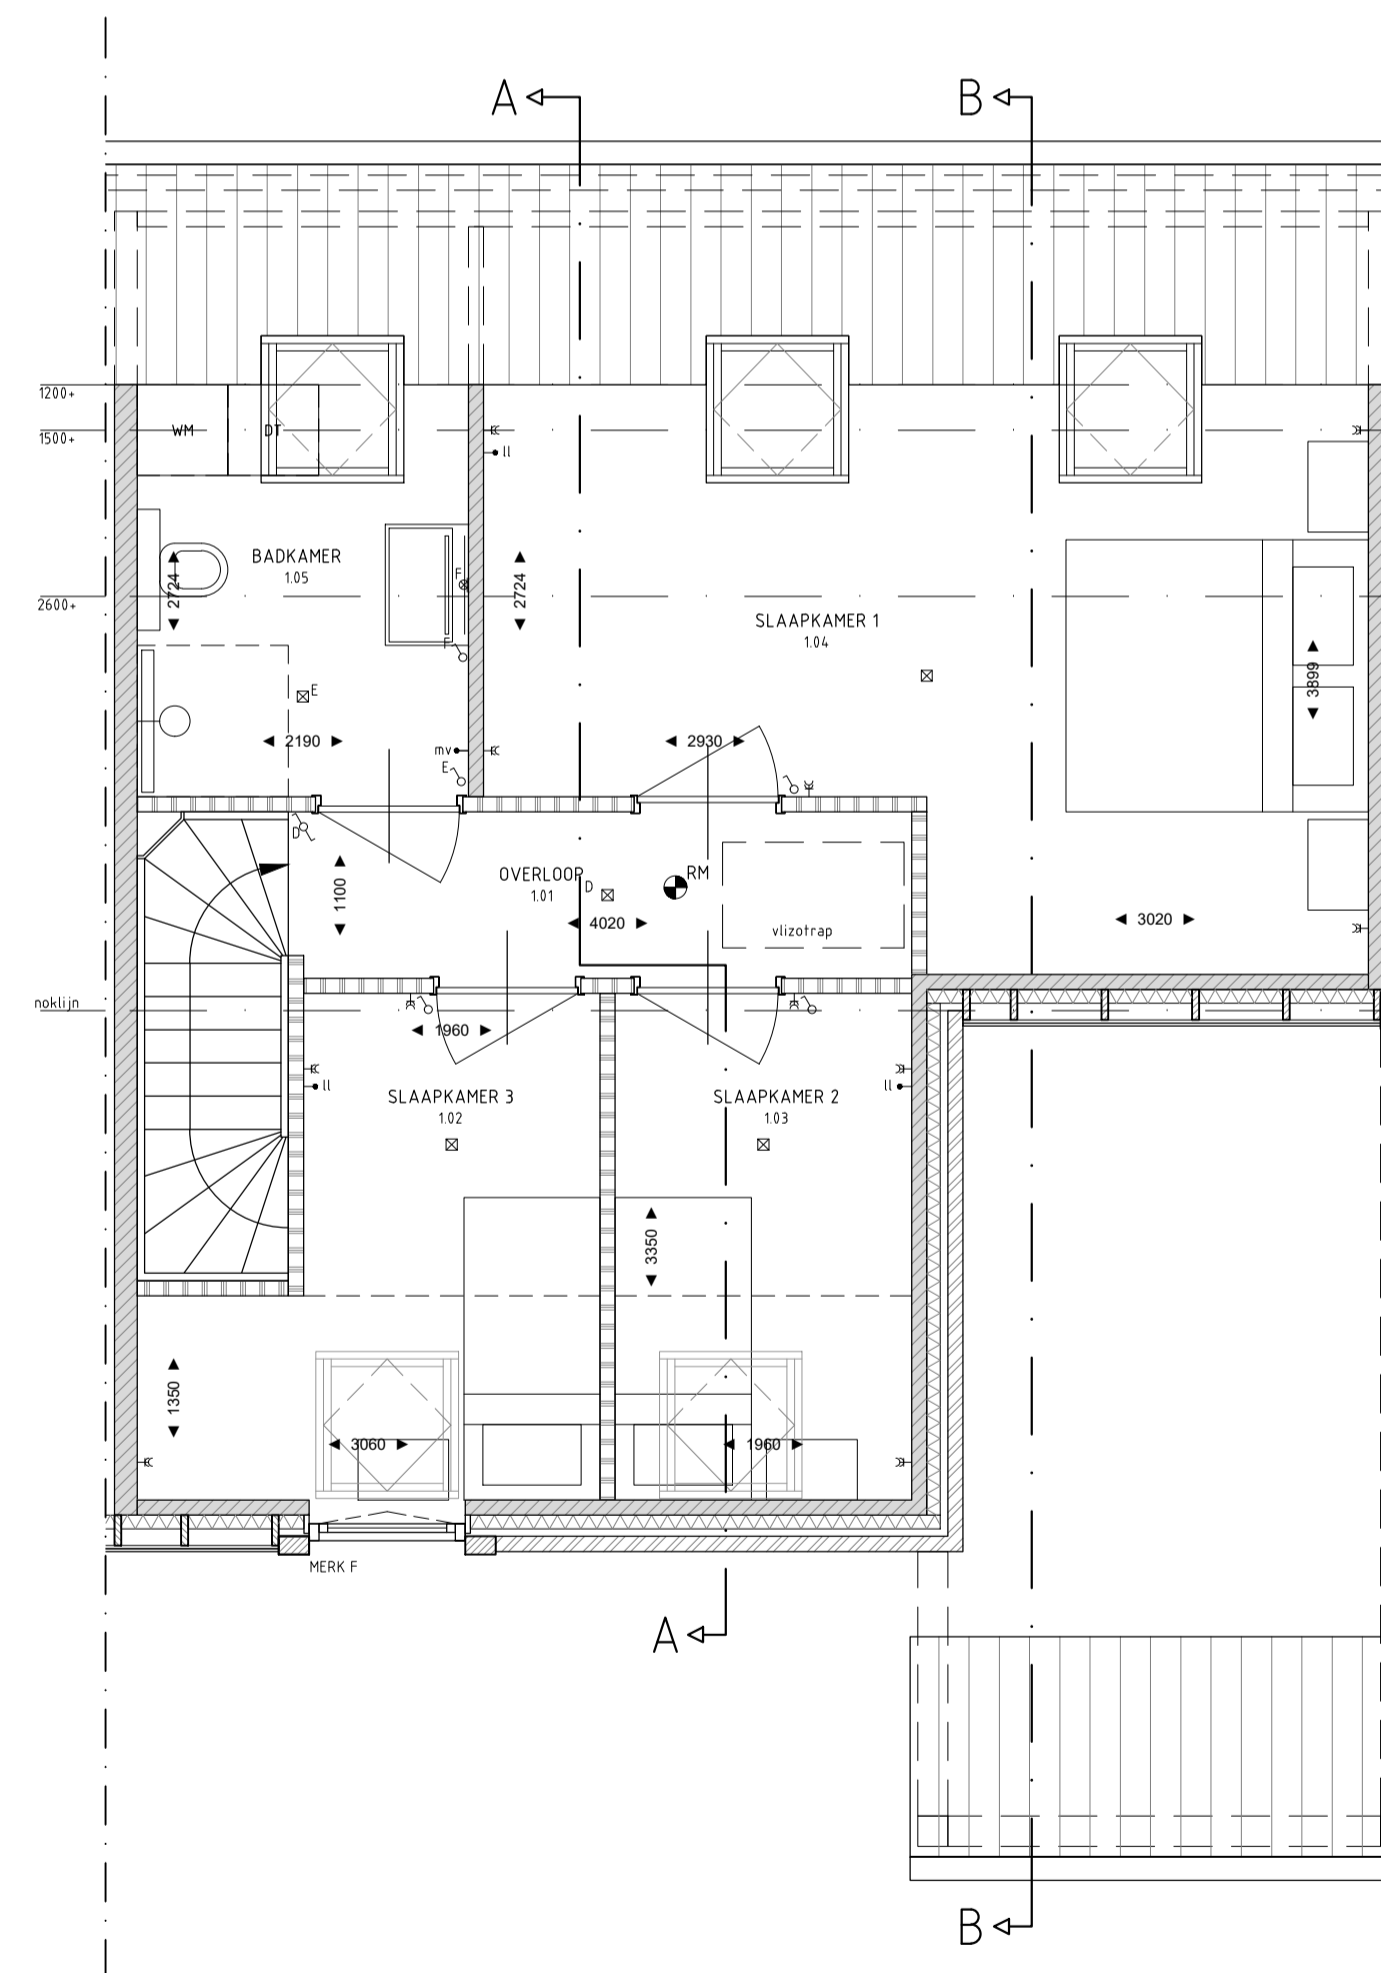 A
B
1200+
1500+
WM
DT
ll
BADKAMER
1.05
F
2724
2724
2600+
SLAAPKAMER 1
1.04
F
3899
E
2190
2930
mv
E
D
OVERLOOP
1.01
D
RM
1100
4020
vlizotrap
3020
noklijn
1960
ll
ll
SLAAPKAMER 3
1.02
SLAAPKAMER 2
1.03
3350
1350
3060
1960
MERK F
A
B